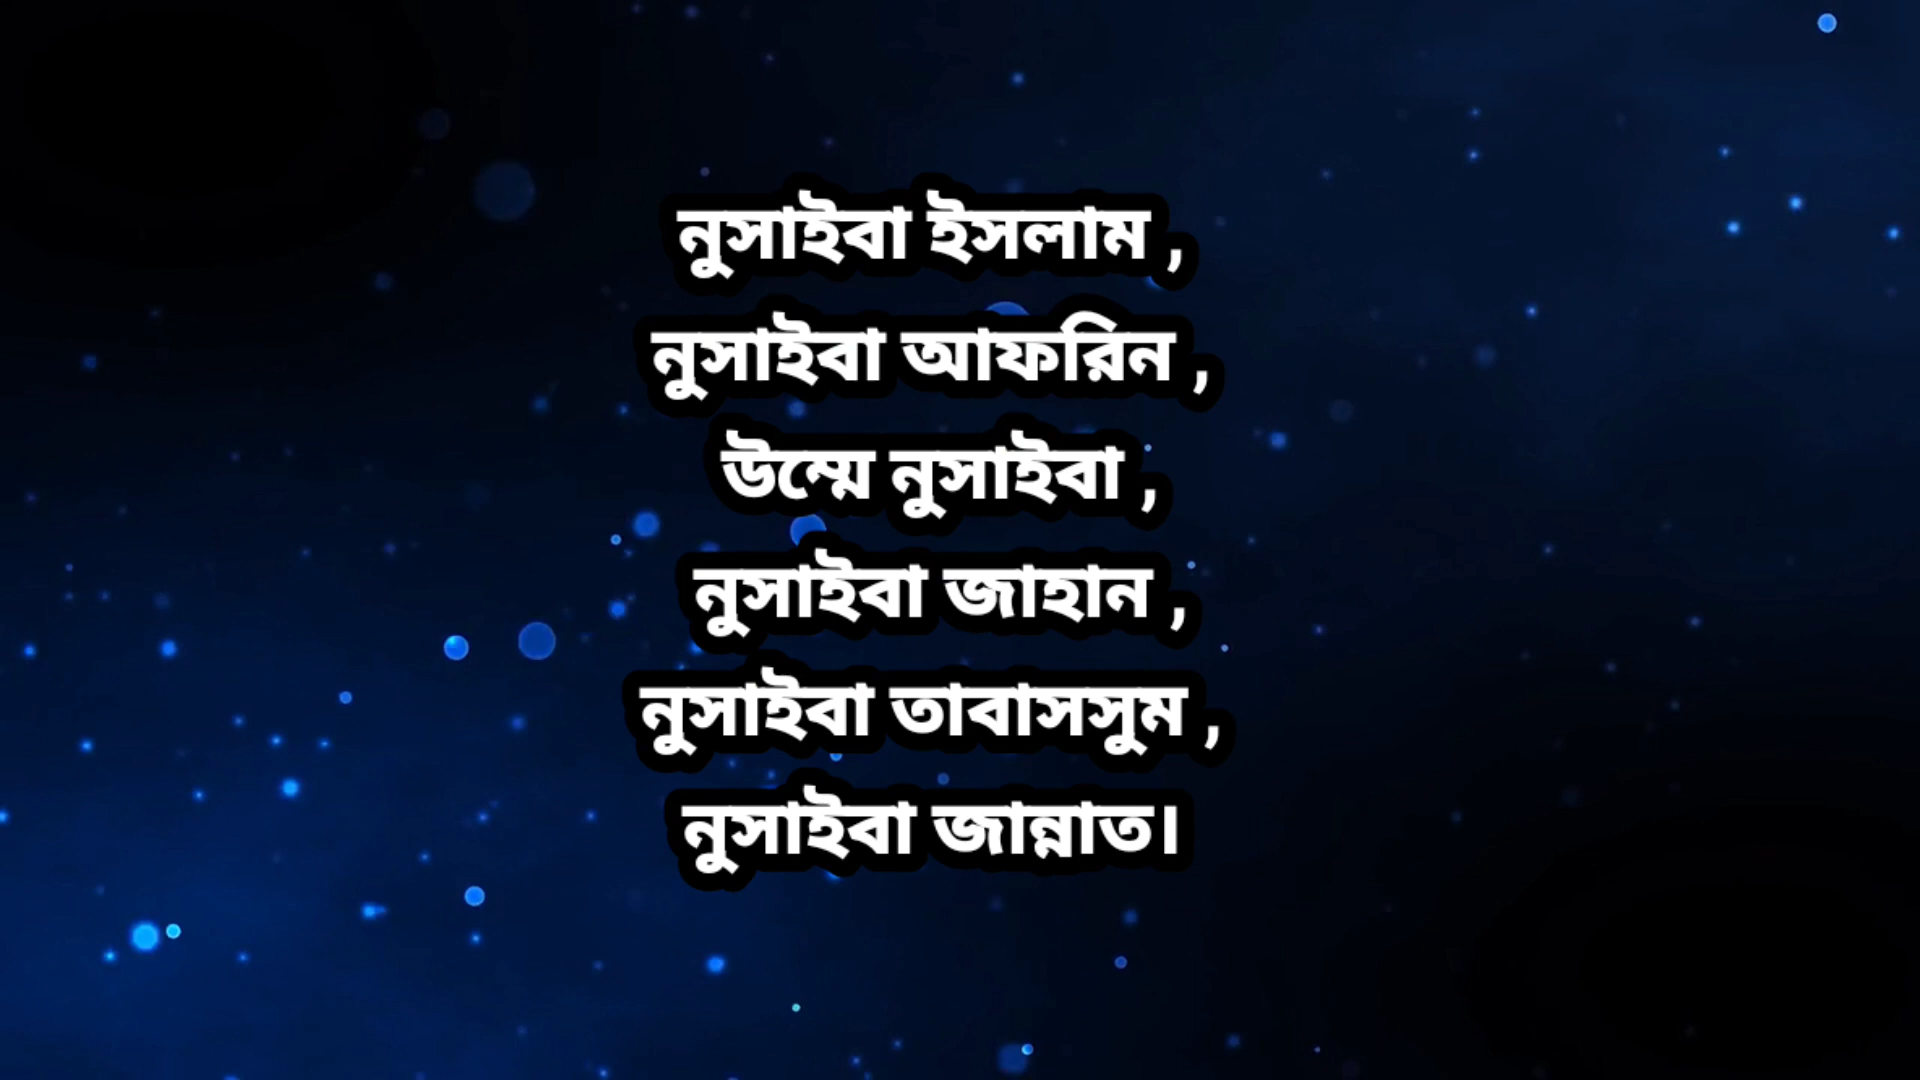 নুসাইবা ইসলাম ,
নুসাইবা আফরিন ,
উম্মে নুসাইবা ,
নুসাইবা জাহান ,
নুসাইবা তাবাসসুম ,
নুসাইবা জান্নাত।